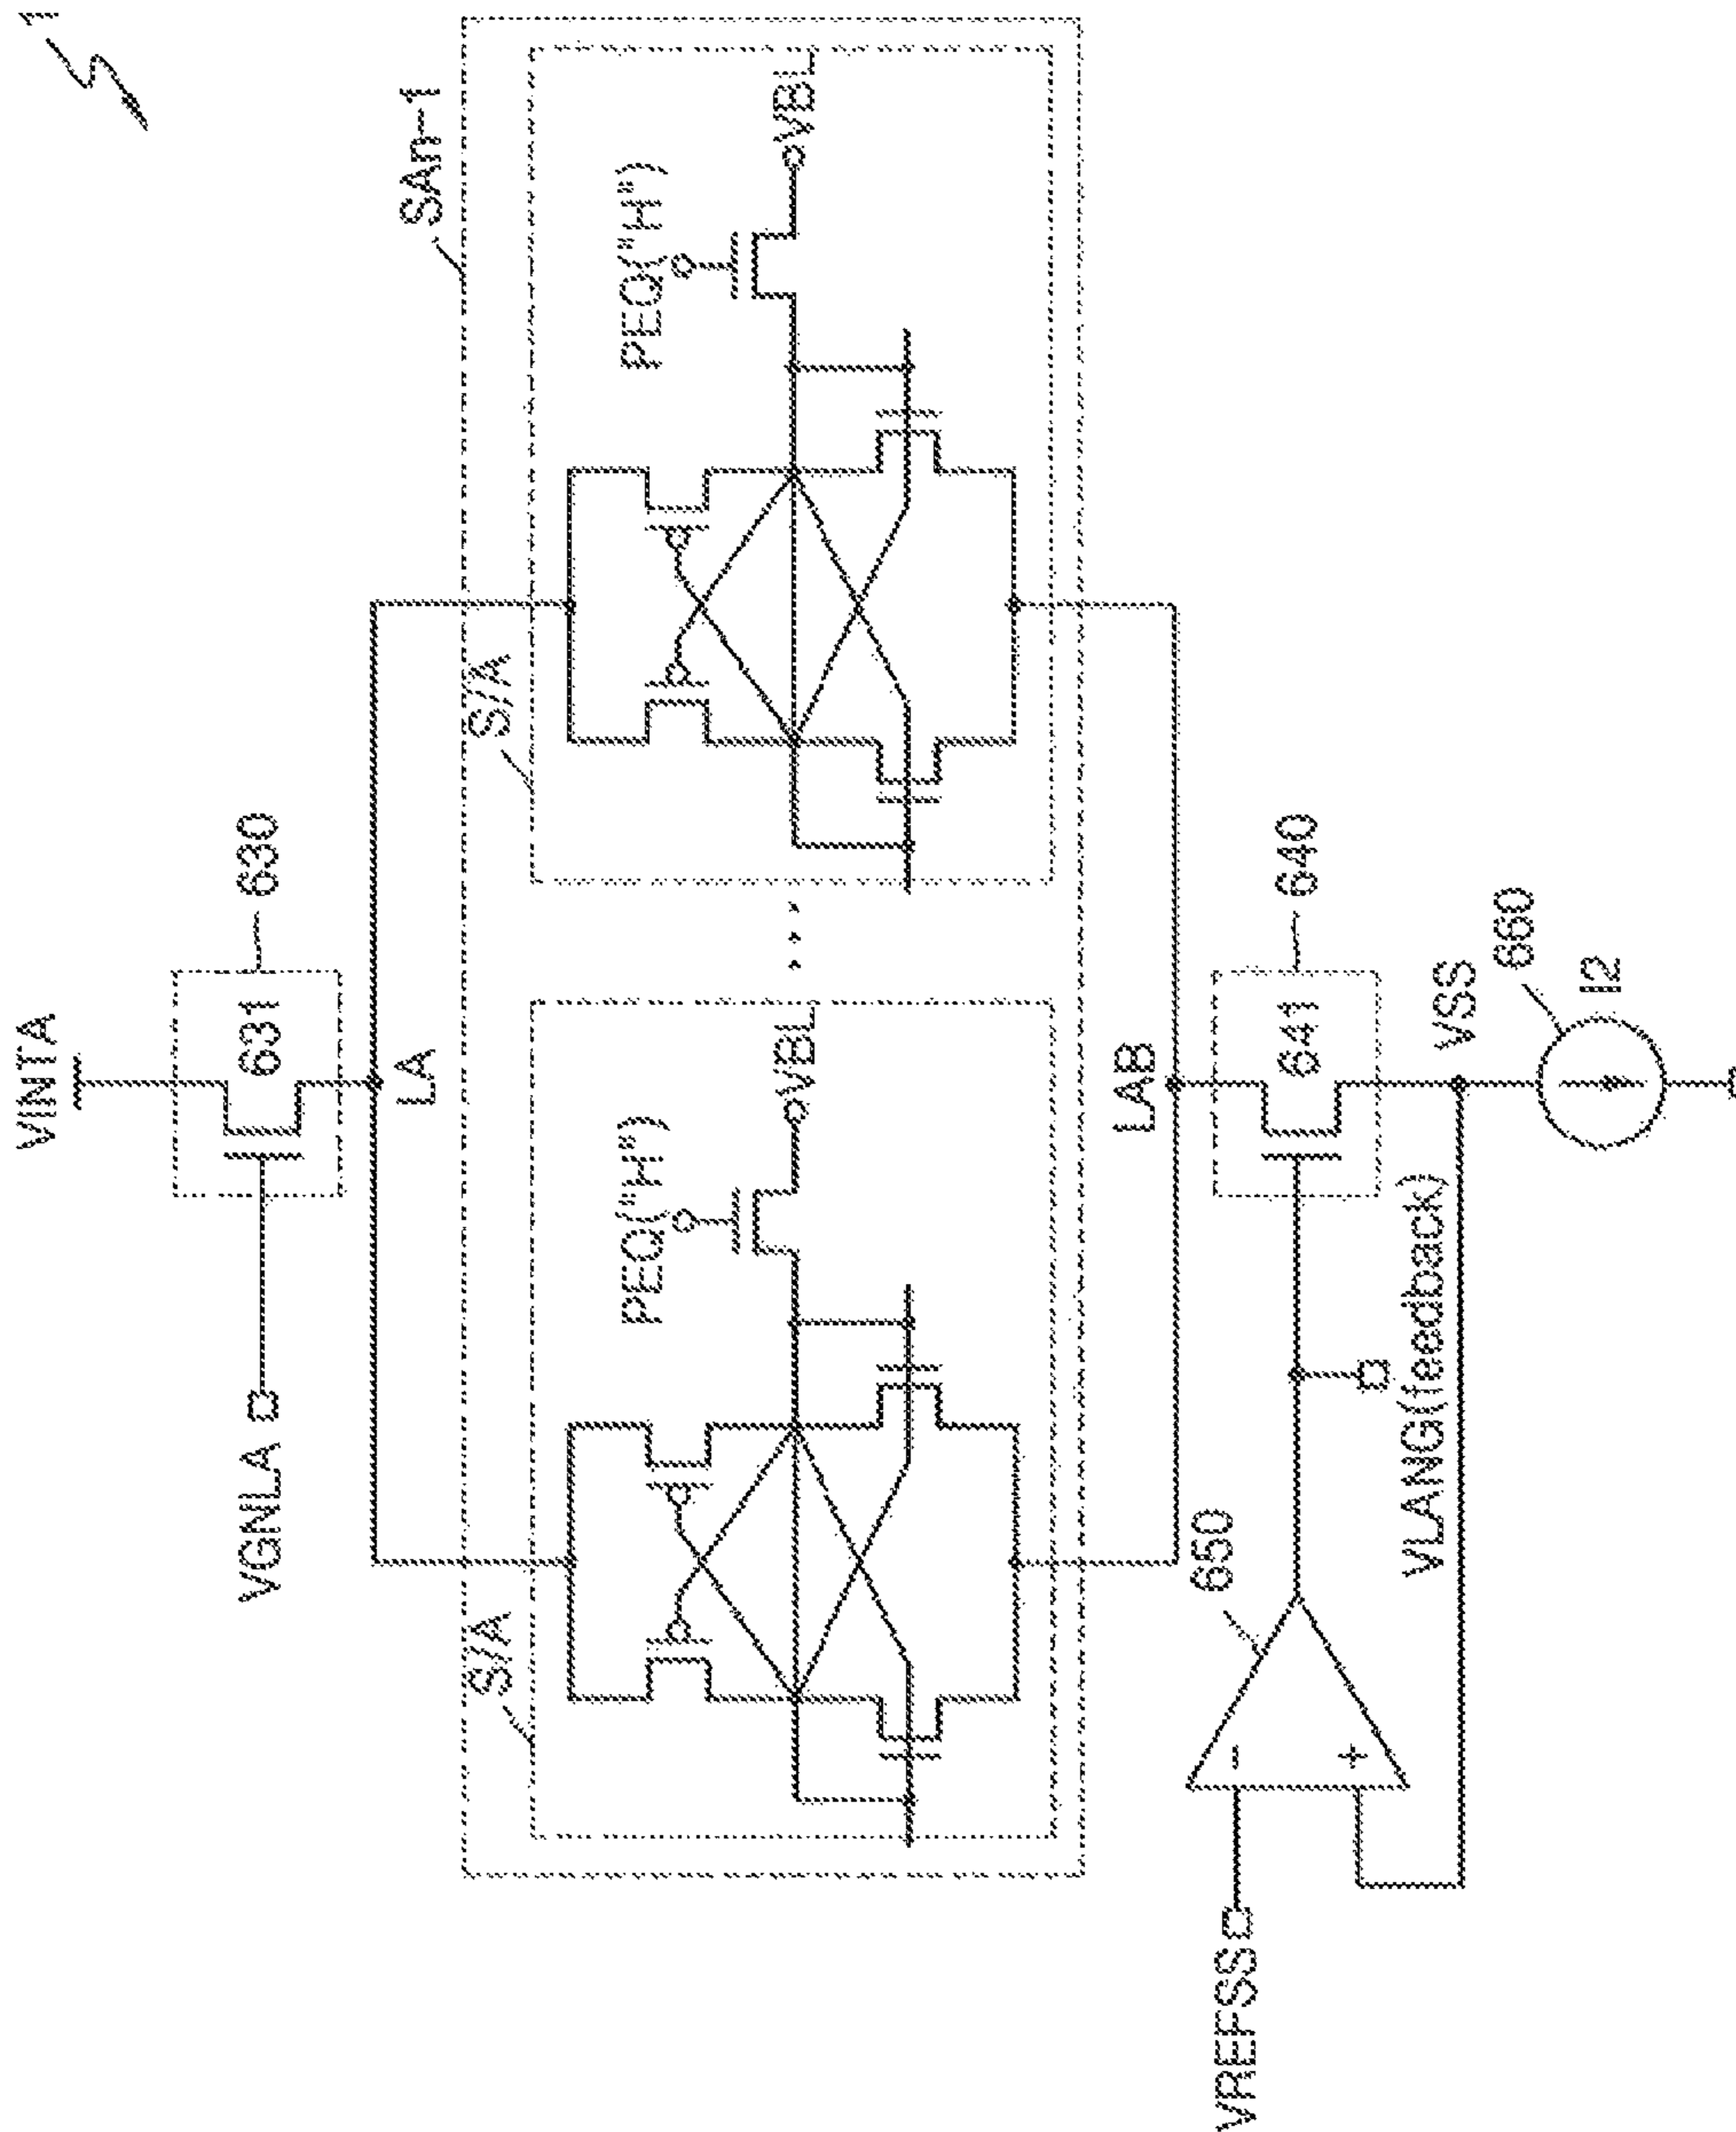 1
VINTA
630
631
VGNLA
LA
SAn-1
S/A
S/A
PEQ("H")
VBL
PEQ("H")
VBL
LAB
640
641
650
VREFSS
-
+
VLANG(feedback)
VSS
660
I2